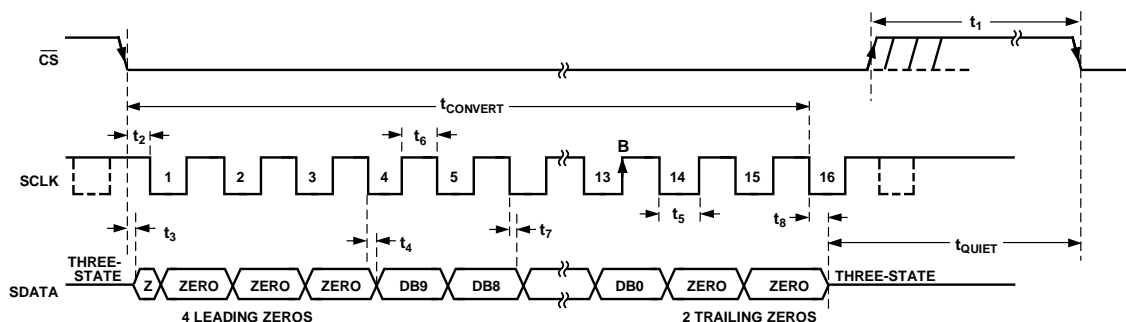 t1
CS
tCONVERT
t2
t6
B
SCLK
1
2
3
4
5
13
14
15
16
t5
t8
t3
t4
t7
tQUIET
THREE-
STATE
THREE-STATE
SDATA
Z
ZERO
ZERO
ZERO
DB9
DB8
DB0
ZERO
ZERO
4 LEADING ZEROS
2 TRAILING ZEROS